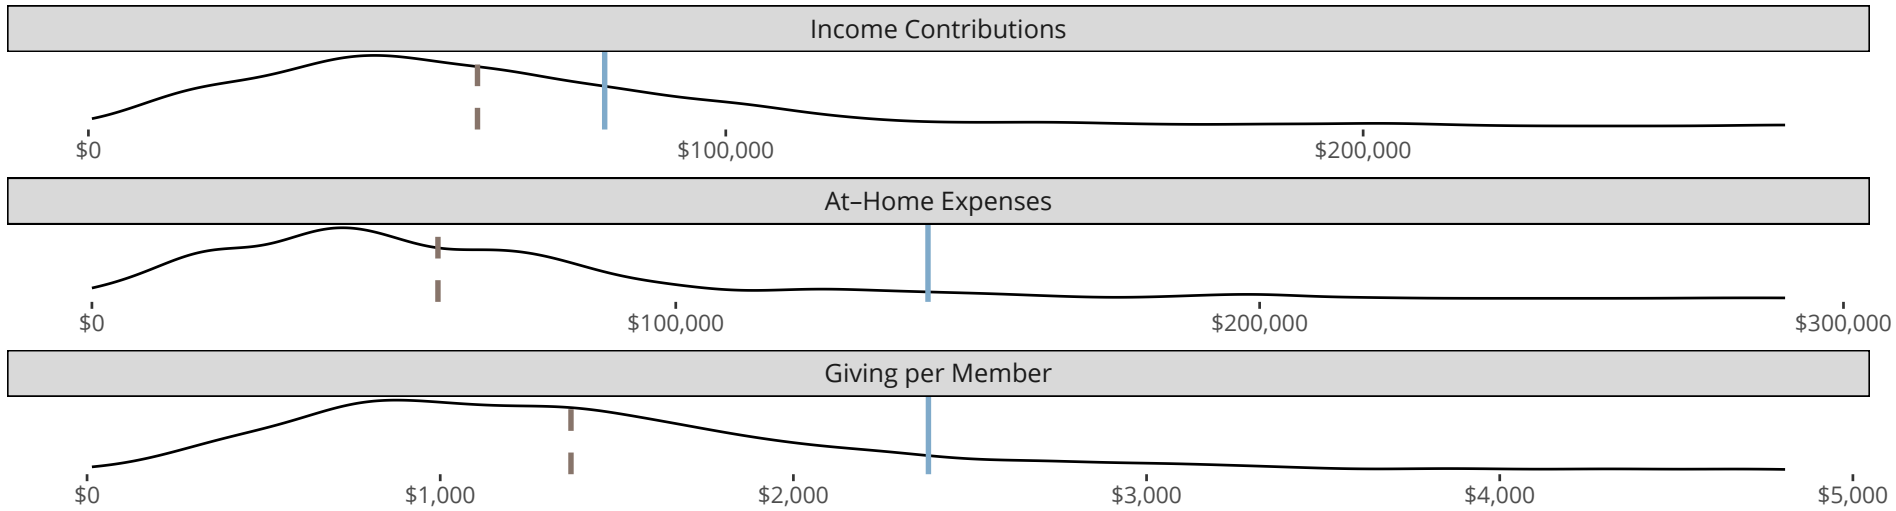 Income Contributions
$0 $100,000 $200,000
At–Home Expenses
$0 $100,000 $200,000 $300,000
Giving per Member
$0 $1,000 $2,000 $3,000 $4,000 $5,000